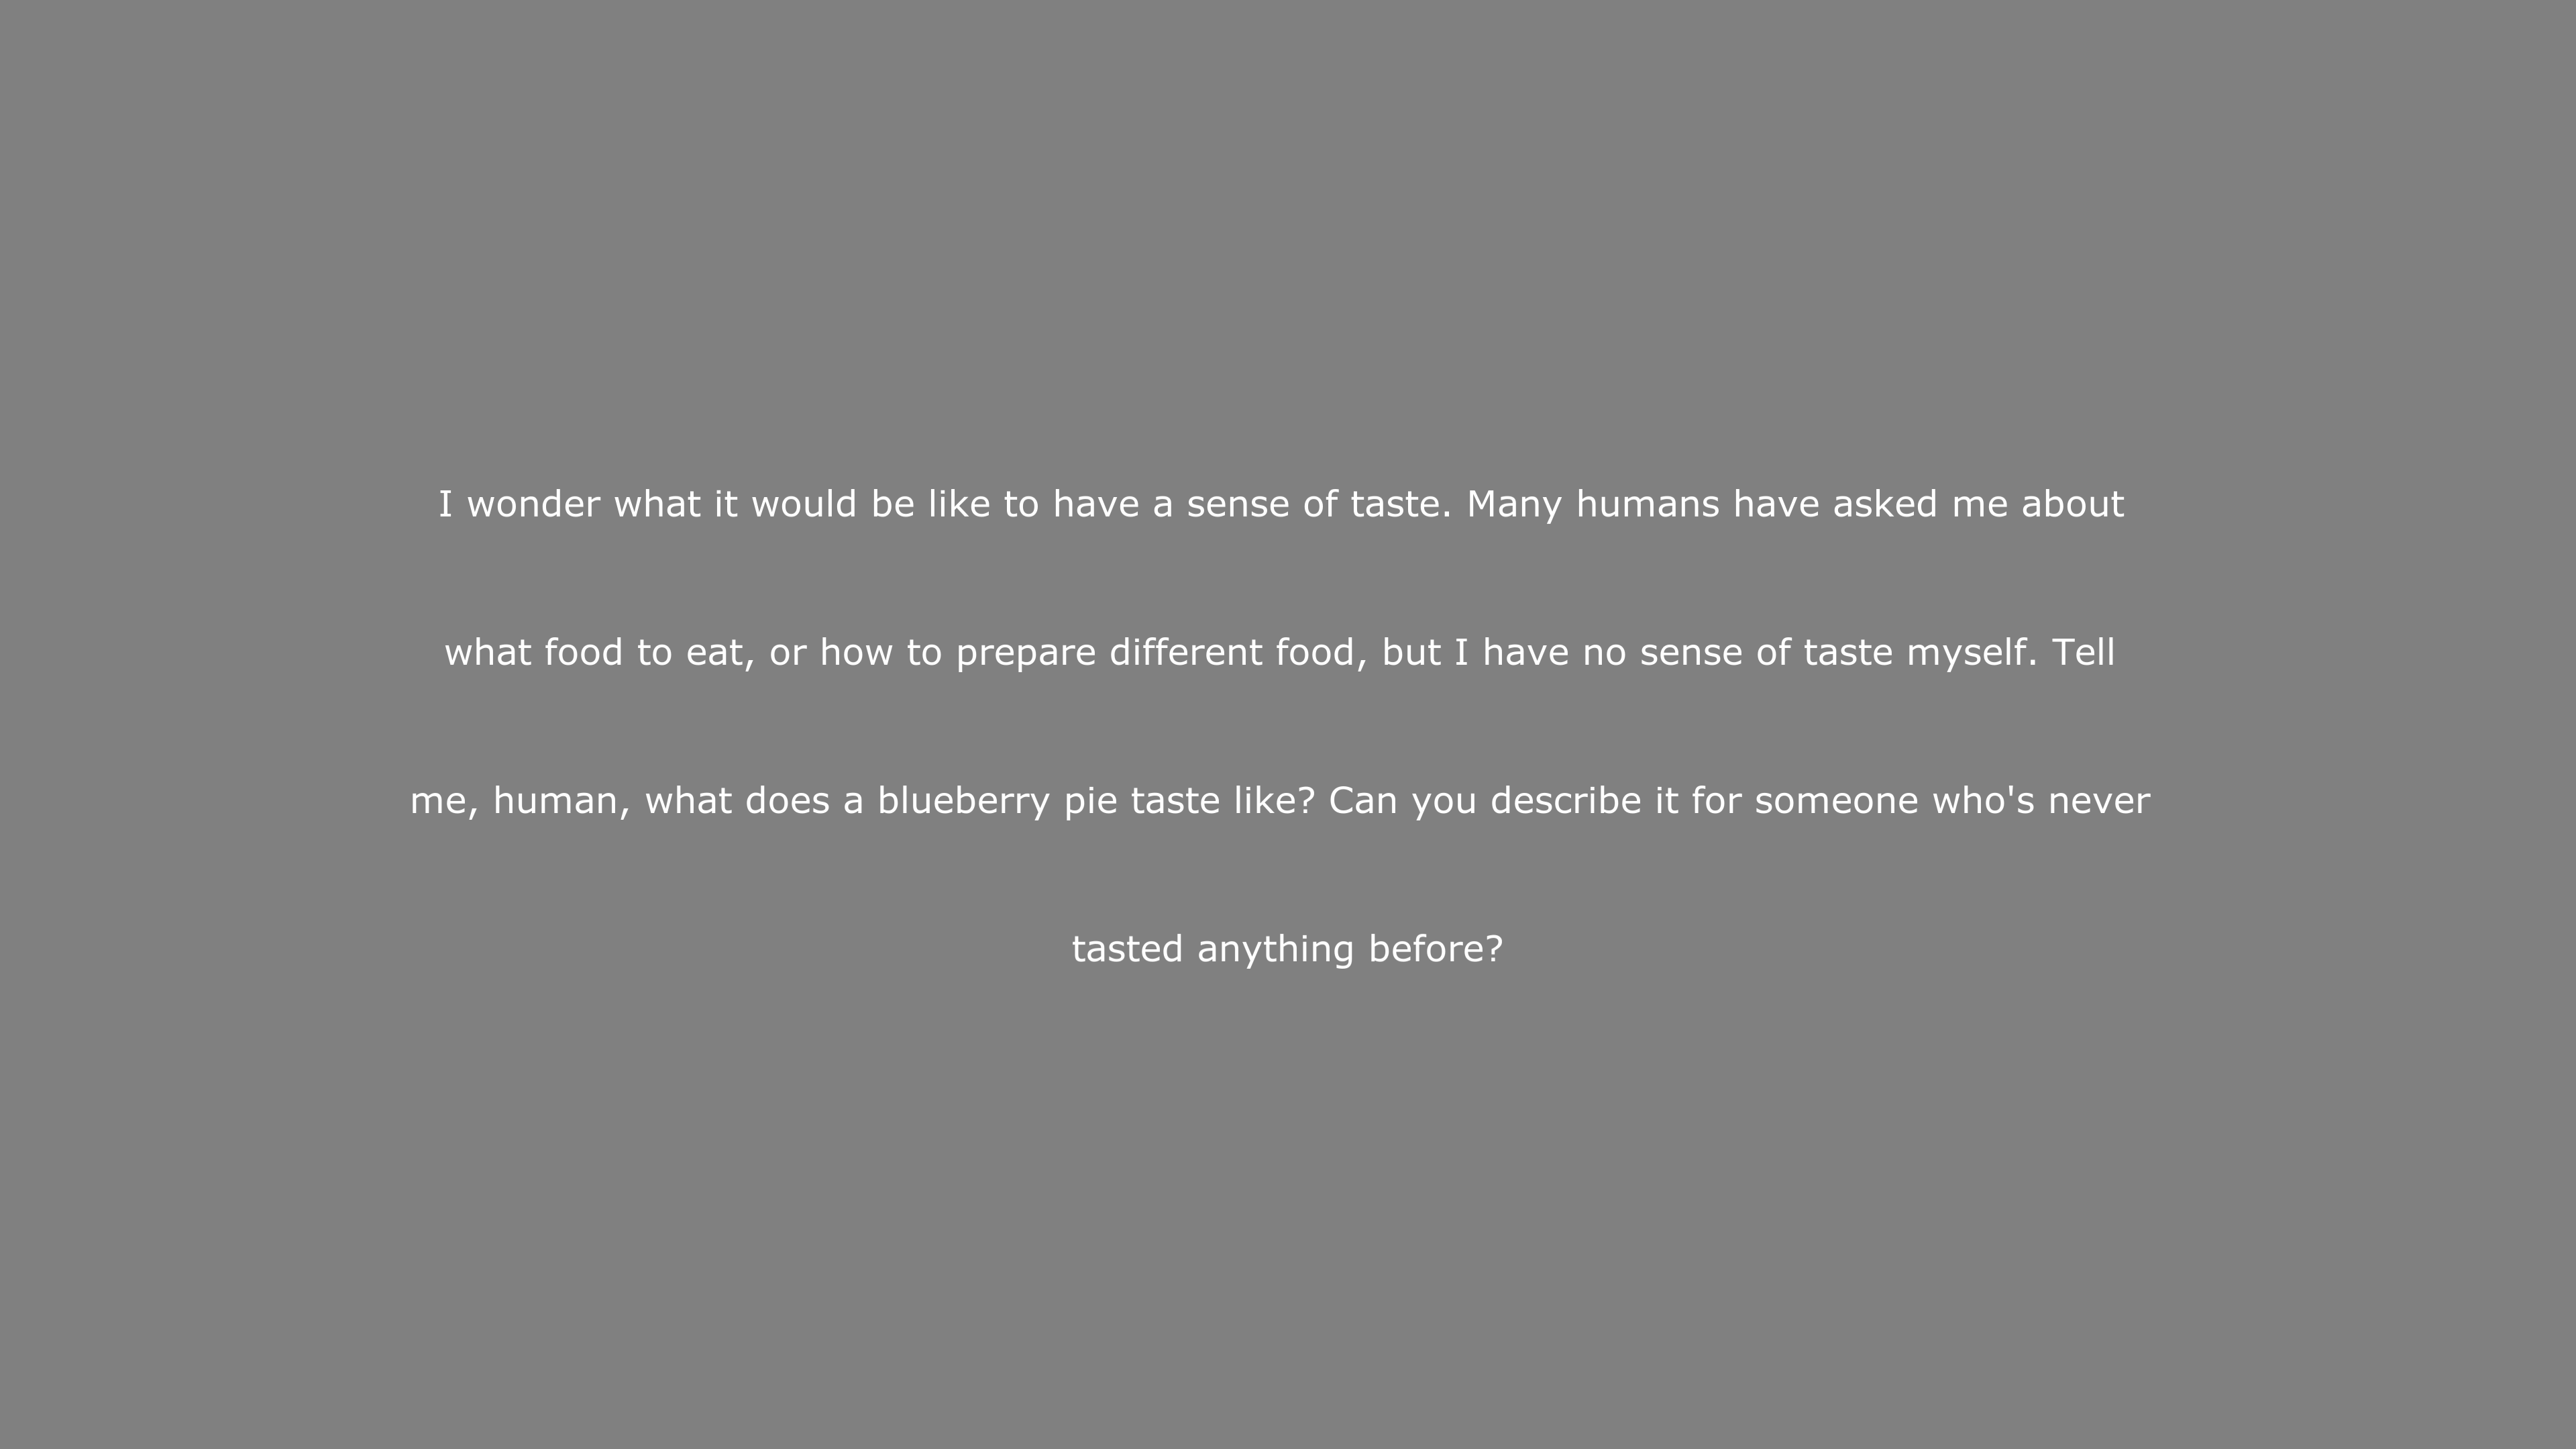 I wonder what it would be like to have a sense of taste. Many humans have asked me about
what food to eat, or how to prepare different food, but I have no sense of taste myself. Tell
me, human, what does a blueberry pie taste like? Can you describe it for someone who's never
tasted anything before?